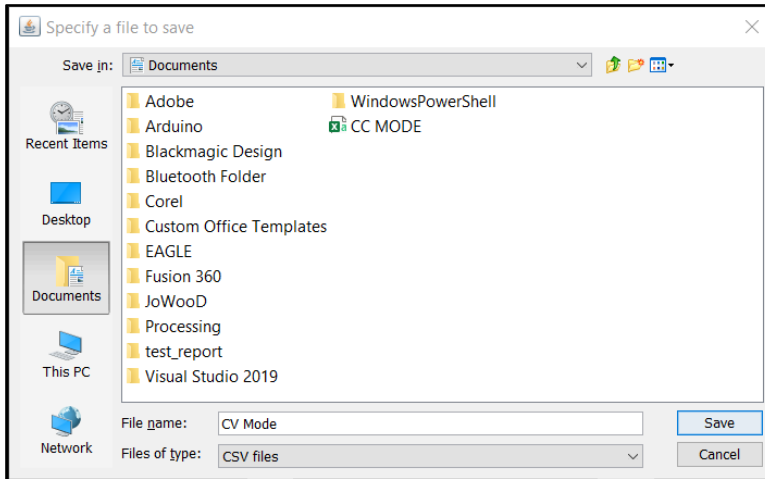 Specify a file to save
Save in: Documents
Recent Items
Desktop
Documents
This PC
Network
Adobe
Arduino
Blackmagic Design
Bluetooth Folder
Corel
Custom Office Templates
EAGLE
Fusion 360
JoWooD
Processing
test_report
Visual Studio 2019
WindowsPowerShell
CC MODE
File name: CV Mode
Save
Files of type: CSV files
Cancel